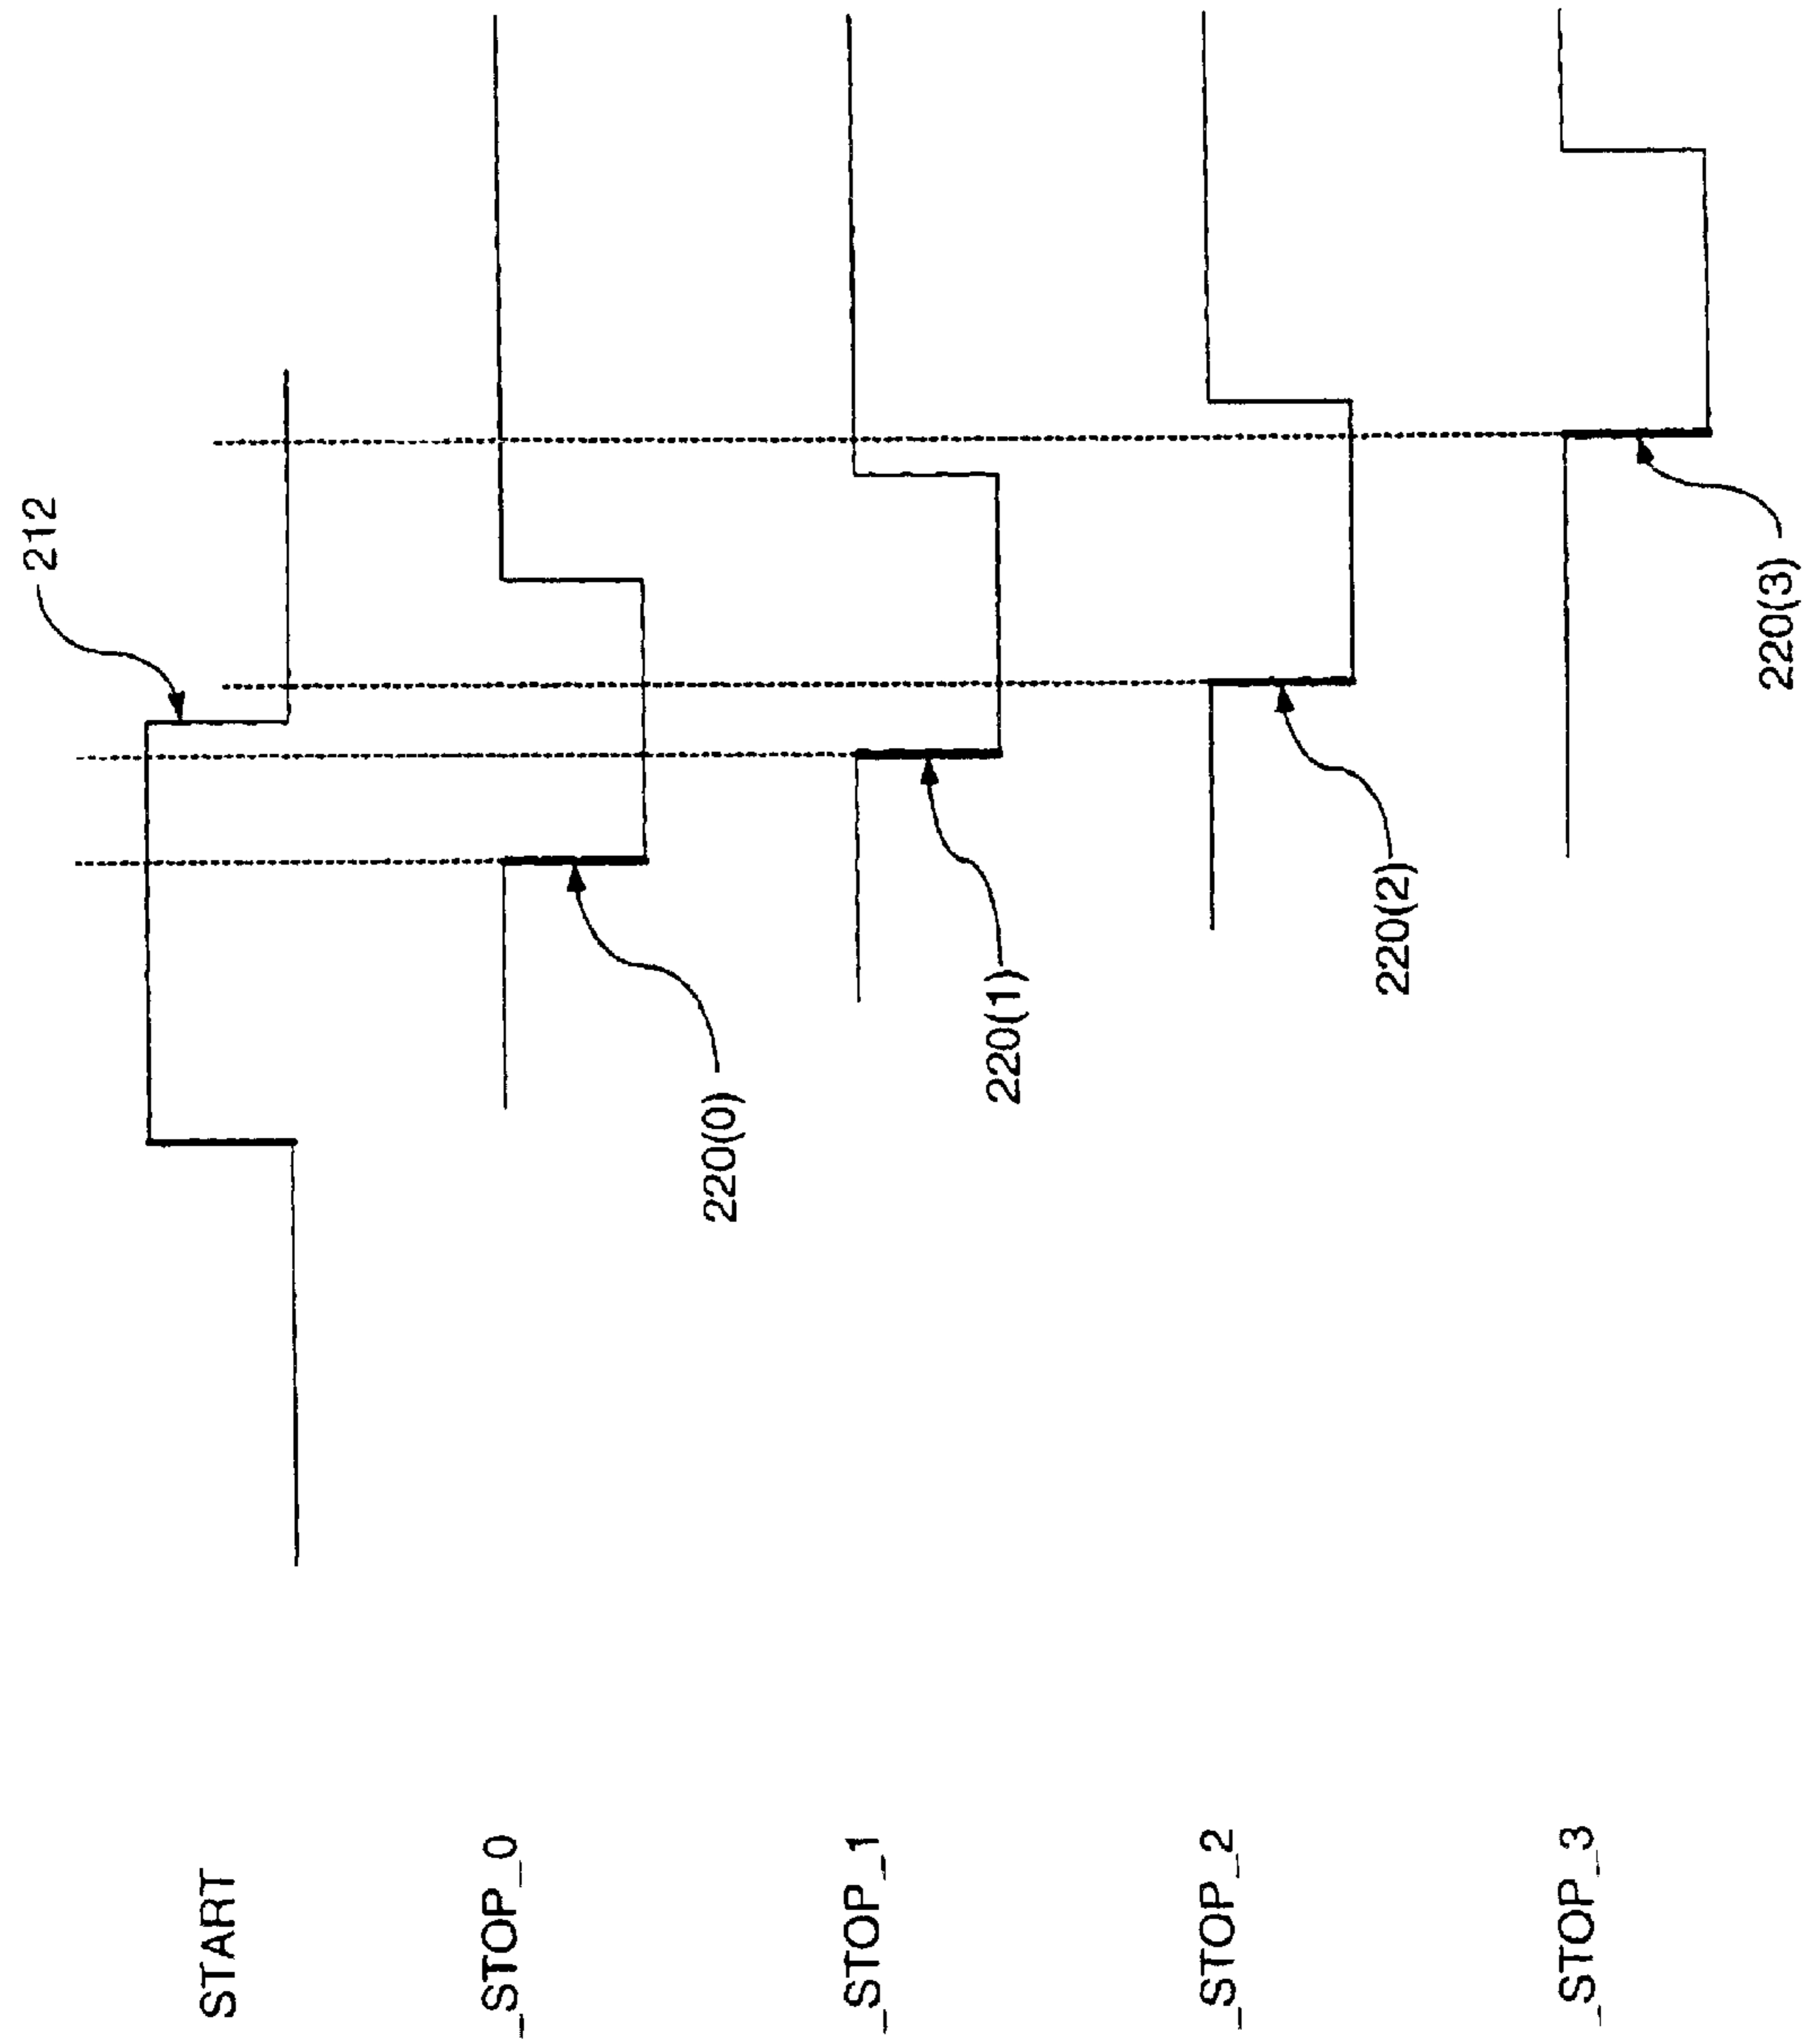 START
212
_STOP_0
220(0)
_STOP_1
220(1)
_STOP_2
220(2)
_STOP_3
220(3)